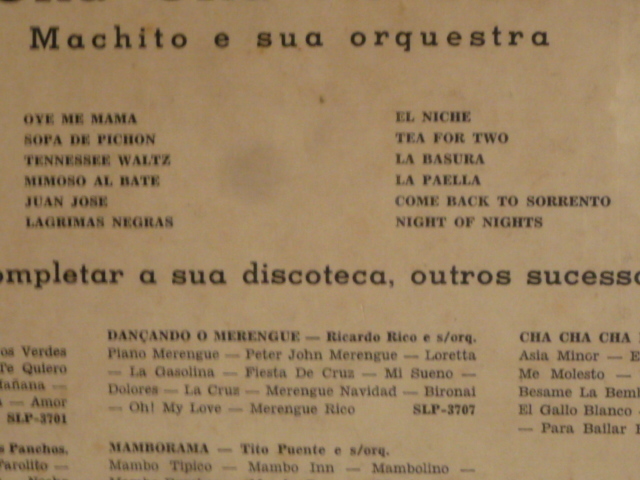 Machito e sua orquestra
OYE ME MAMA
SOPA DE PICHON
TENNESSEE WALTZ
MIMOSO AL BATE
JUAN JOSE
LAGRIMAS NEGRAS
EL NICHE
TEA FOR TWO
LA BASURA
LA PAELLA
COME BACK TO SORRENTO
NIGHT OF NIGHTS
ompletar a sua discoteca, outros sucesso
os Verdes
Te Quiero
Mañana —
— Amor
SLP-3701
s Panchos.
Varolito —
DANÇANDO O MERENGUE — Ricardo Rico e s/orq.
Piano Merengue — Peter John Merengue — Loretta
— La Gasolina — Fiesta De Cruz — Mi Sueno —
Dolores — La Cruz — Merengue Navidad — Bironai
— Oh! My Love — Merengue Rico SLP-3707
MAMBORAMA — Tito Puente e s/orq.
Mambo Tipico — Mambo Inn — Mambolino —
CHA CHA CHA
Asia Minor — E
Me Molesto —
Besame La Bemb
El Gallo Blanco
— Para Bailar